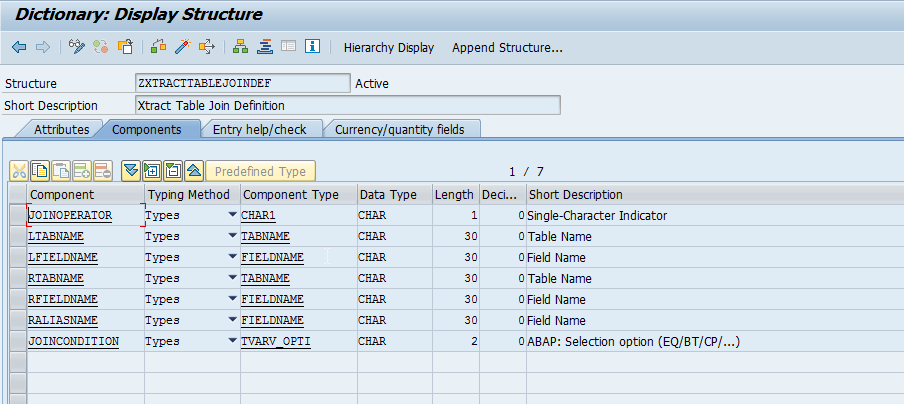 Dictionary: Display Structure
Hierarchy Display Append Structure...
Structure ZXTRACTTABLEJOINDEF Active
Short Description Xtract Table Join Definition
Attributes Components Entry help/check Currency/quantity fields
Predefined Type 1 / 7
Component Typing Method Component Type Data Type Length Deci... Short Description
JOINOPERATOR Types CHAR1 CHAR 1 0 Single-Character Indicator
LTABNAME Types TABNAME CHAR 30 0 Table Name
LFIELDNAME Types FIELDNAME CHAR 30 0 Field Name
RTABNAME Types TABNAME CHAR 30 0 Table Name
RFIELDNAME Types FIELDNAME CHAR 30 0 Field Name
RALIASNAME Types FIELDNAME CHAR 30 0 Field Name
JOINCONDITION Types TVARV_OPTI CHAR 2 0 ABAP: Selection option (EQ/BT/CP/...)